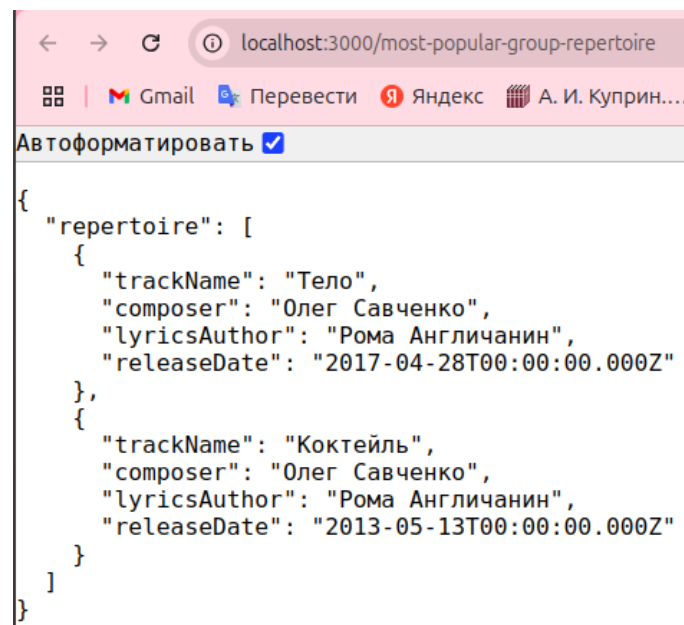 localhost:3000/most-popular-group-repertoire
Gmail Перевести Яндекс А. И. Куприн....
Автоформатировать
{
  "repertoire": [
    {
      "trackName": "Тело",
      "composer": "Олег Савченко",
      "lyricsAuthor": "Рома Англичанин",
      "releaseDate": "2017-04-28T00:00:00.000Z"
    },
    {
      "trackName": "Коктейль",
      "composer": "Олег Савченко",
      "lyricsAuthor": "Рома Англичанин",
      "releaseDate": "2013-05-13T00:00:00.000Z"
    }
  ]
}